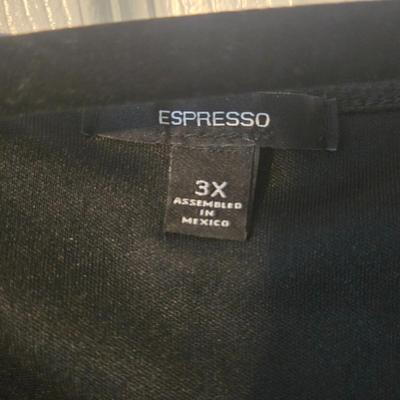 ESPRESSO
3X
ASSEMBLED
IN
MEXICO